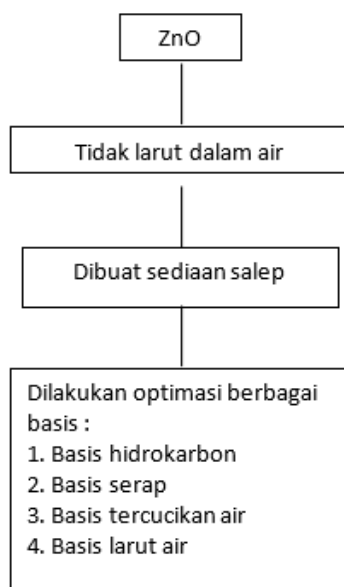 ZnO
Tidak larut dalam air
Dibuat sediaan salep
Dilakukan optimasi berbagai
basis :
1. Basis hidrokarbon
2. Basis serap
3. Basis tercucikan air
4. Basis larut air